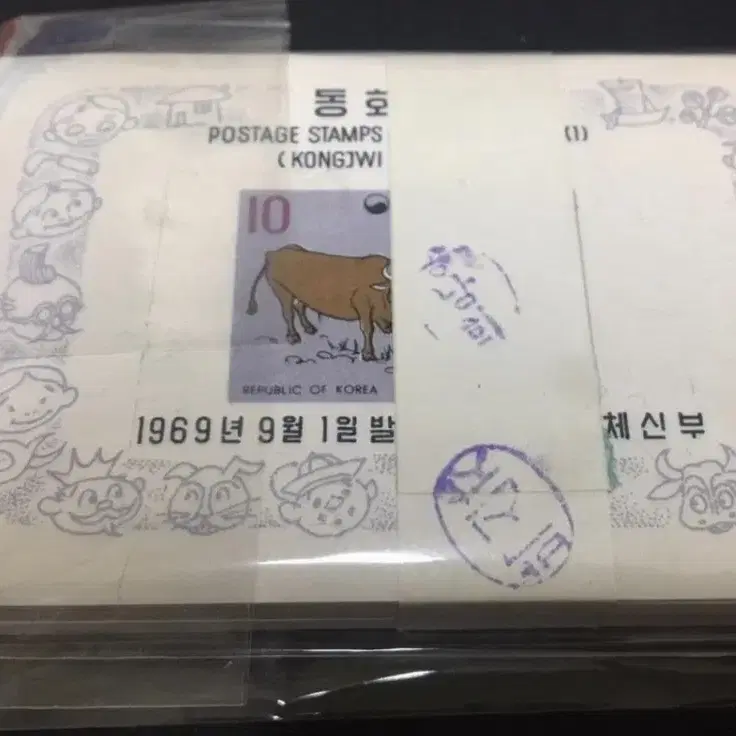 동호
POSTAGE STAMPS (1)
(KONGJWI
10
REPUBLIC OF KOREA
1969년 9월 1일 발 체신부